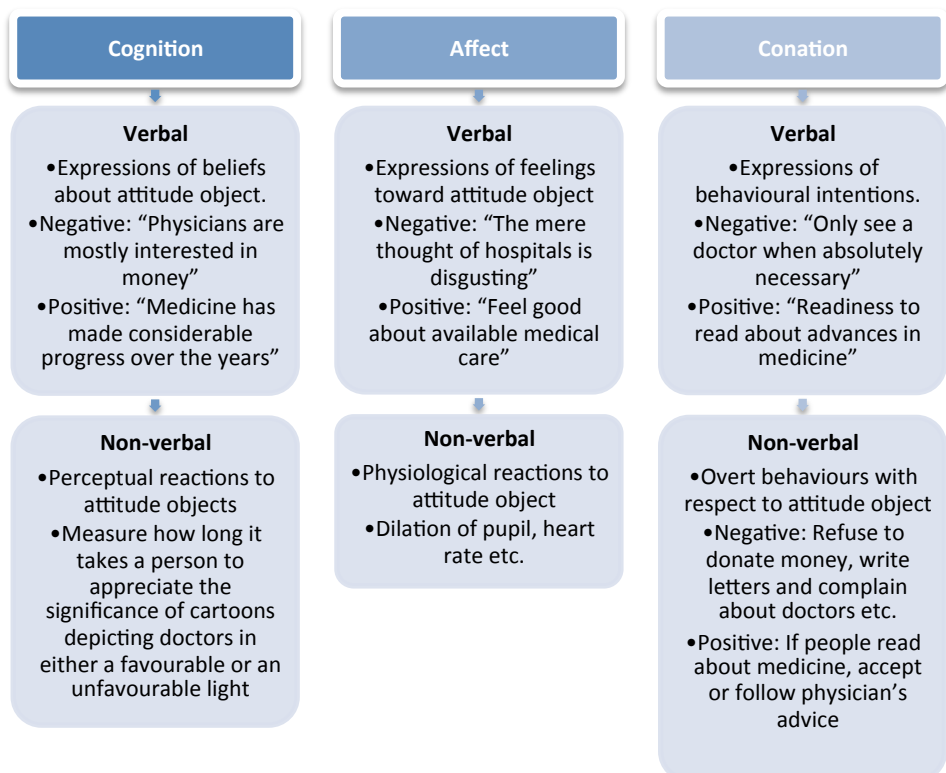 Cognition
Verbal
•Expressions of beliefs
about attitude object.
•Negative: “Physicians are
mostly interested in
money”
•Positive: “Medicine has
made considerable
progress over the years”
Non-verbal
•Perceptual reactions to
attitude objects
•Measure how long it
takes a person to
appreciate the
significance of cartoons
depicting doctors in
either a favourable or an
unfavourable light
Affect
Verbal
•Expressions of feelings
toward attitude object
•Negative: “The mere
thought of hospitals is
disgusting”
•Positive: “Feel good
about available medical
care”
Non-verbal
•Physiological reactions to
attitude object
•Dilation of pupil, heart
rate etc.
Conation
Verbal
•Expressions of
behavioural intentions.
•Negative: “Only see a
doctor when absolutely
necessary”
•Positive: “Readiness to
read about advances in
medicine”
Non-verbal
•Overt behaviours with
respect to attitude object
•Negative: Refuse to
donate money, write
letters and complain
about doctors etc.
•Positive: If people read
about medicine, accept
or follow physician’s
advice